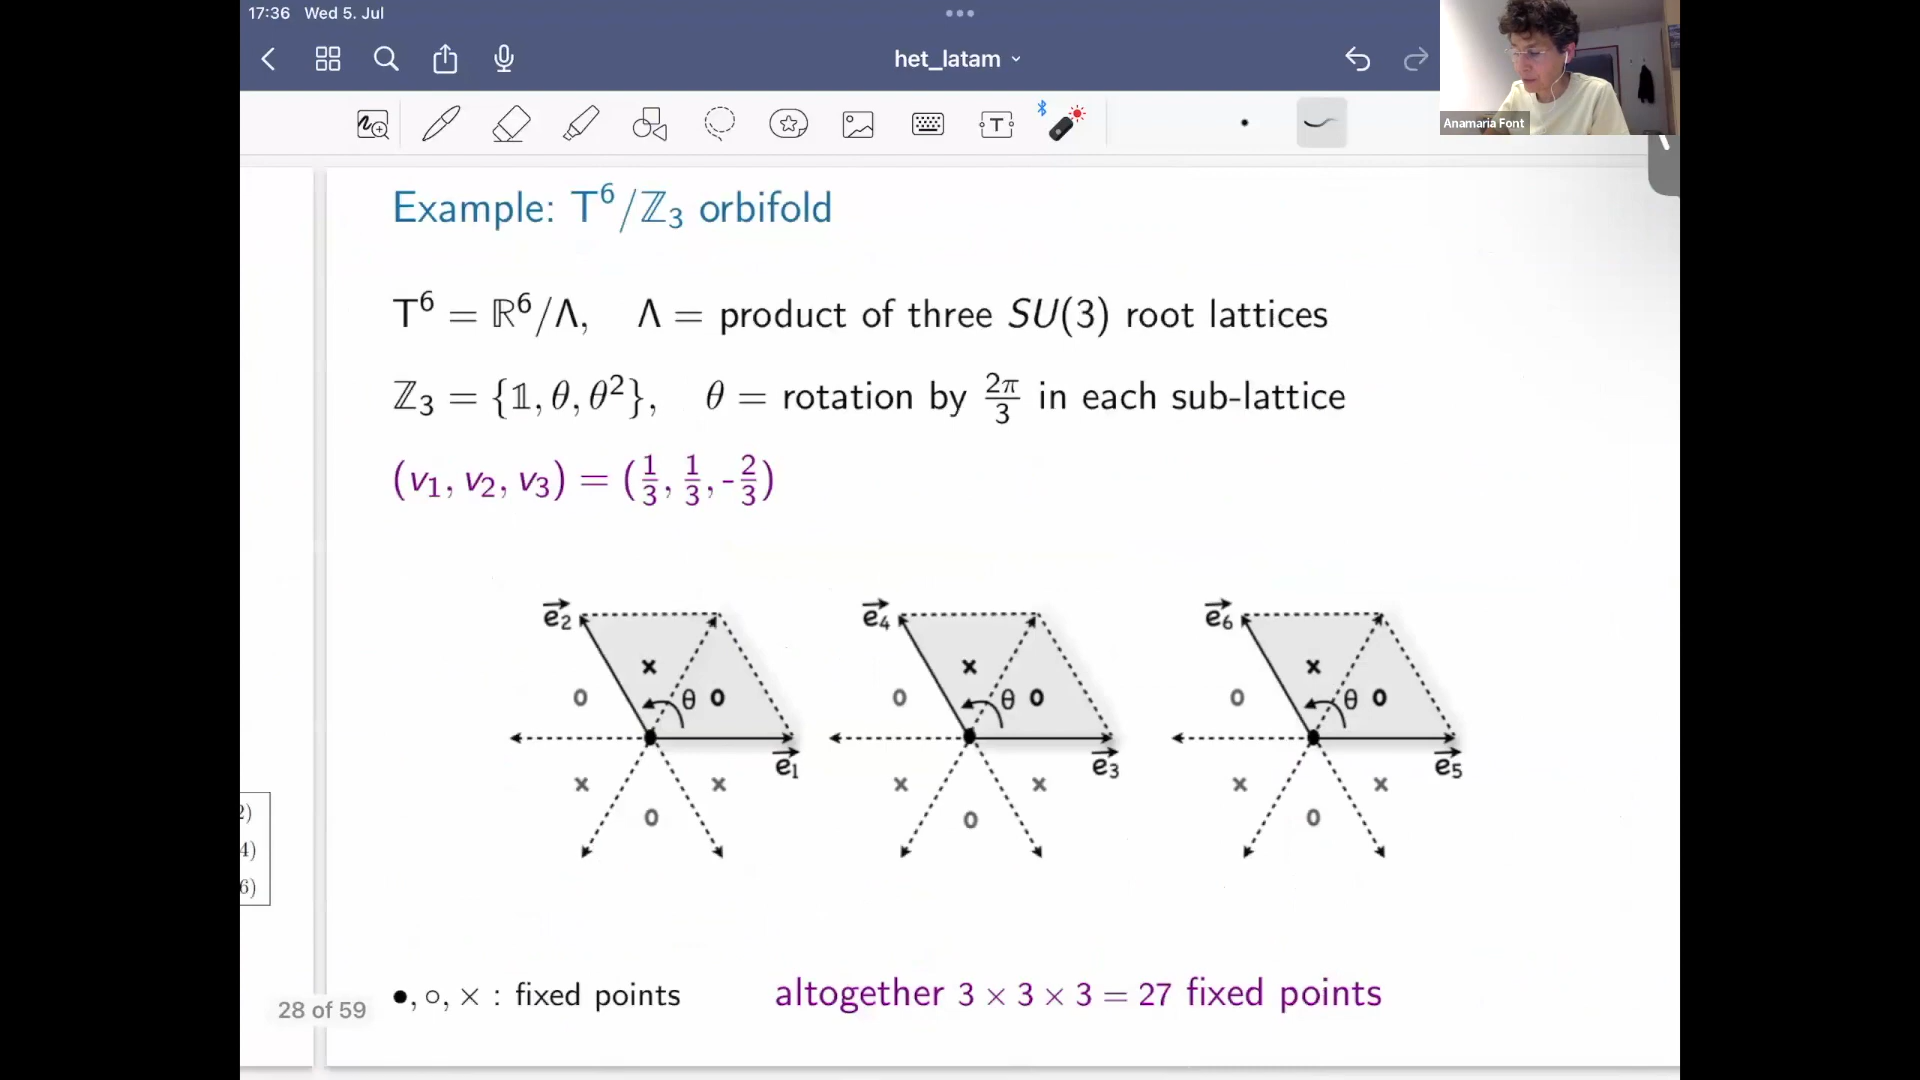 17:36 Wed 5. Jul
het_latam
Anamaria Font
Example: T⁶/ℤ₃ orbifold
T⁶ = ℝ⁶/Λ, Λ = product of three SU(3) root lattices
ℤ₃ = {𝟙, θ, θ²}, θ = rotation by 2π/3 in each sub-lattice
(v₁, v₂, v₃) = (1/3, 1/3, -2/3)
e₂ θ e₁
e₄ θ e₃
e₆ θ e₅
2)
4)
6)
●, ○, × : fixed points altogether 3 × 3 × 3 = 27 fixed points
28 of 59